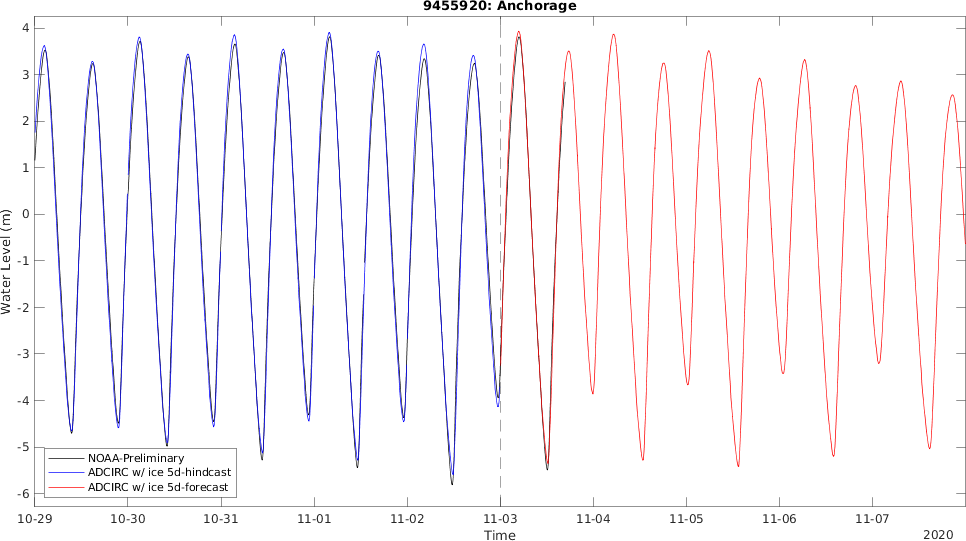 9455920: Anchorage
4
3
2
1
0
-1
-2
-3
-4
-5
-6
Water Level (m)
NOAA-Preliminary
ADCIRC w/ ice 5d-hindcast
ADCIRC w/ ice 5d-forecast
10-29 10-30 10-31 11-01 11-02 11-03 11-04 11-05 11-06 11-07
Time
2020